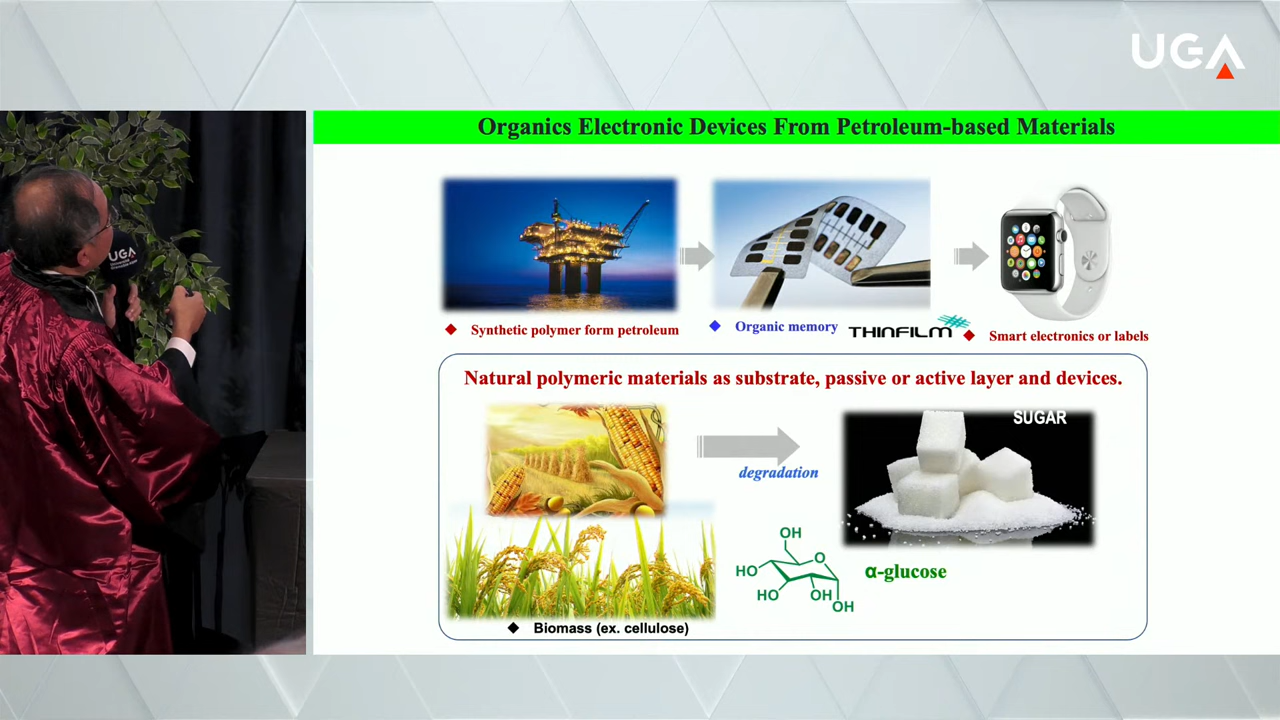 UGA
Organics Electronic Devices From Petroleum-based Materials
UGA
Synthetic polymer form petroleum
Organic memory
THINFILM
Smart electronics or labels
Natural polymeric materials as substrate, passive or active layer and devices.
SUGAR
degradation
OH
O
HO
HO
OH
OH
α-glucose
Biomass (ex. cellulose)